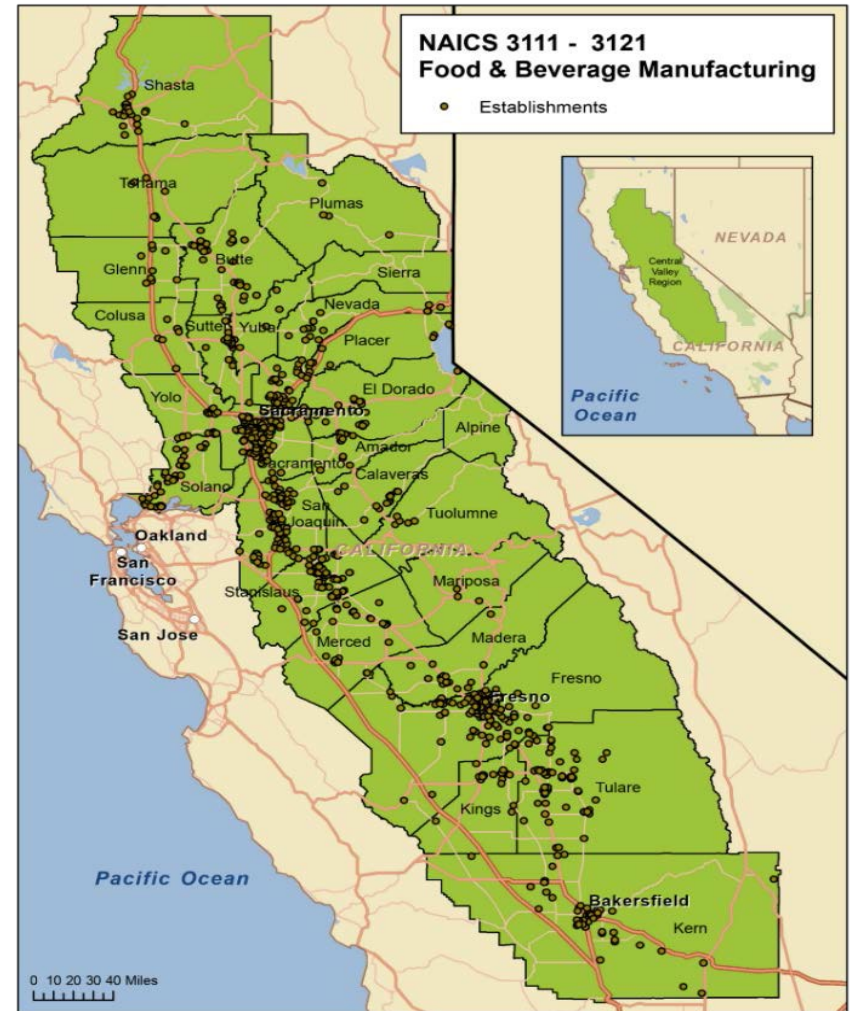 NAICS 3111 - 3121
Food & Beverage Manufacturing
Establishments
Shasta
Tehama
Plumas
Glenn
Butte
Sierra
Colusa
Sutter
Yuba
Nevada
Placer
Yolo
El Dorado
Sacramento
Alpine
Amador
Sacramento
Calaveras
Solano
San
Joaquin
Tuolumne
Oakland
CALIFORNIA
San
Francisco
Stanislaus
Mariposa
San Jose
Merced
Madera
Fresno
Fresno
Kings
Tulare
Pacific Ocean
Bakersfield
Kern
0 10 20 30 40 Miles
NEVADA
Central
Valley
Region
CALIFORNIA
Pacific
Ocean